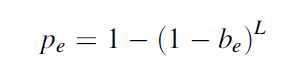 p_e = 1 − (1 − b_e)^L